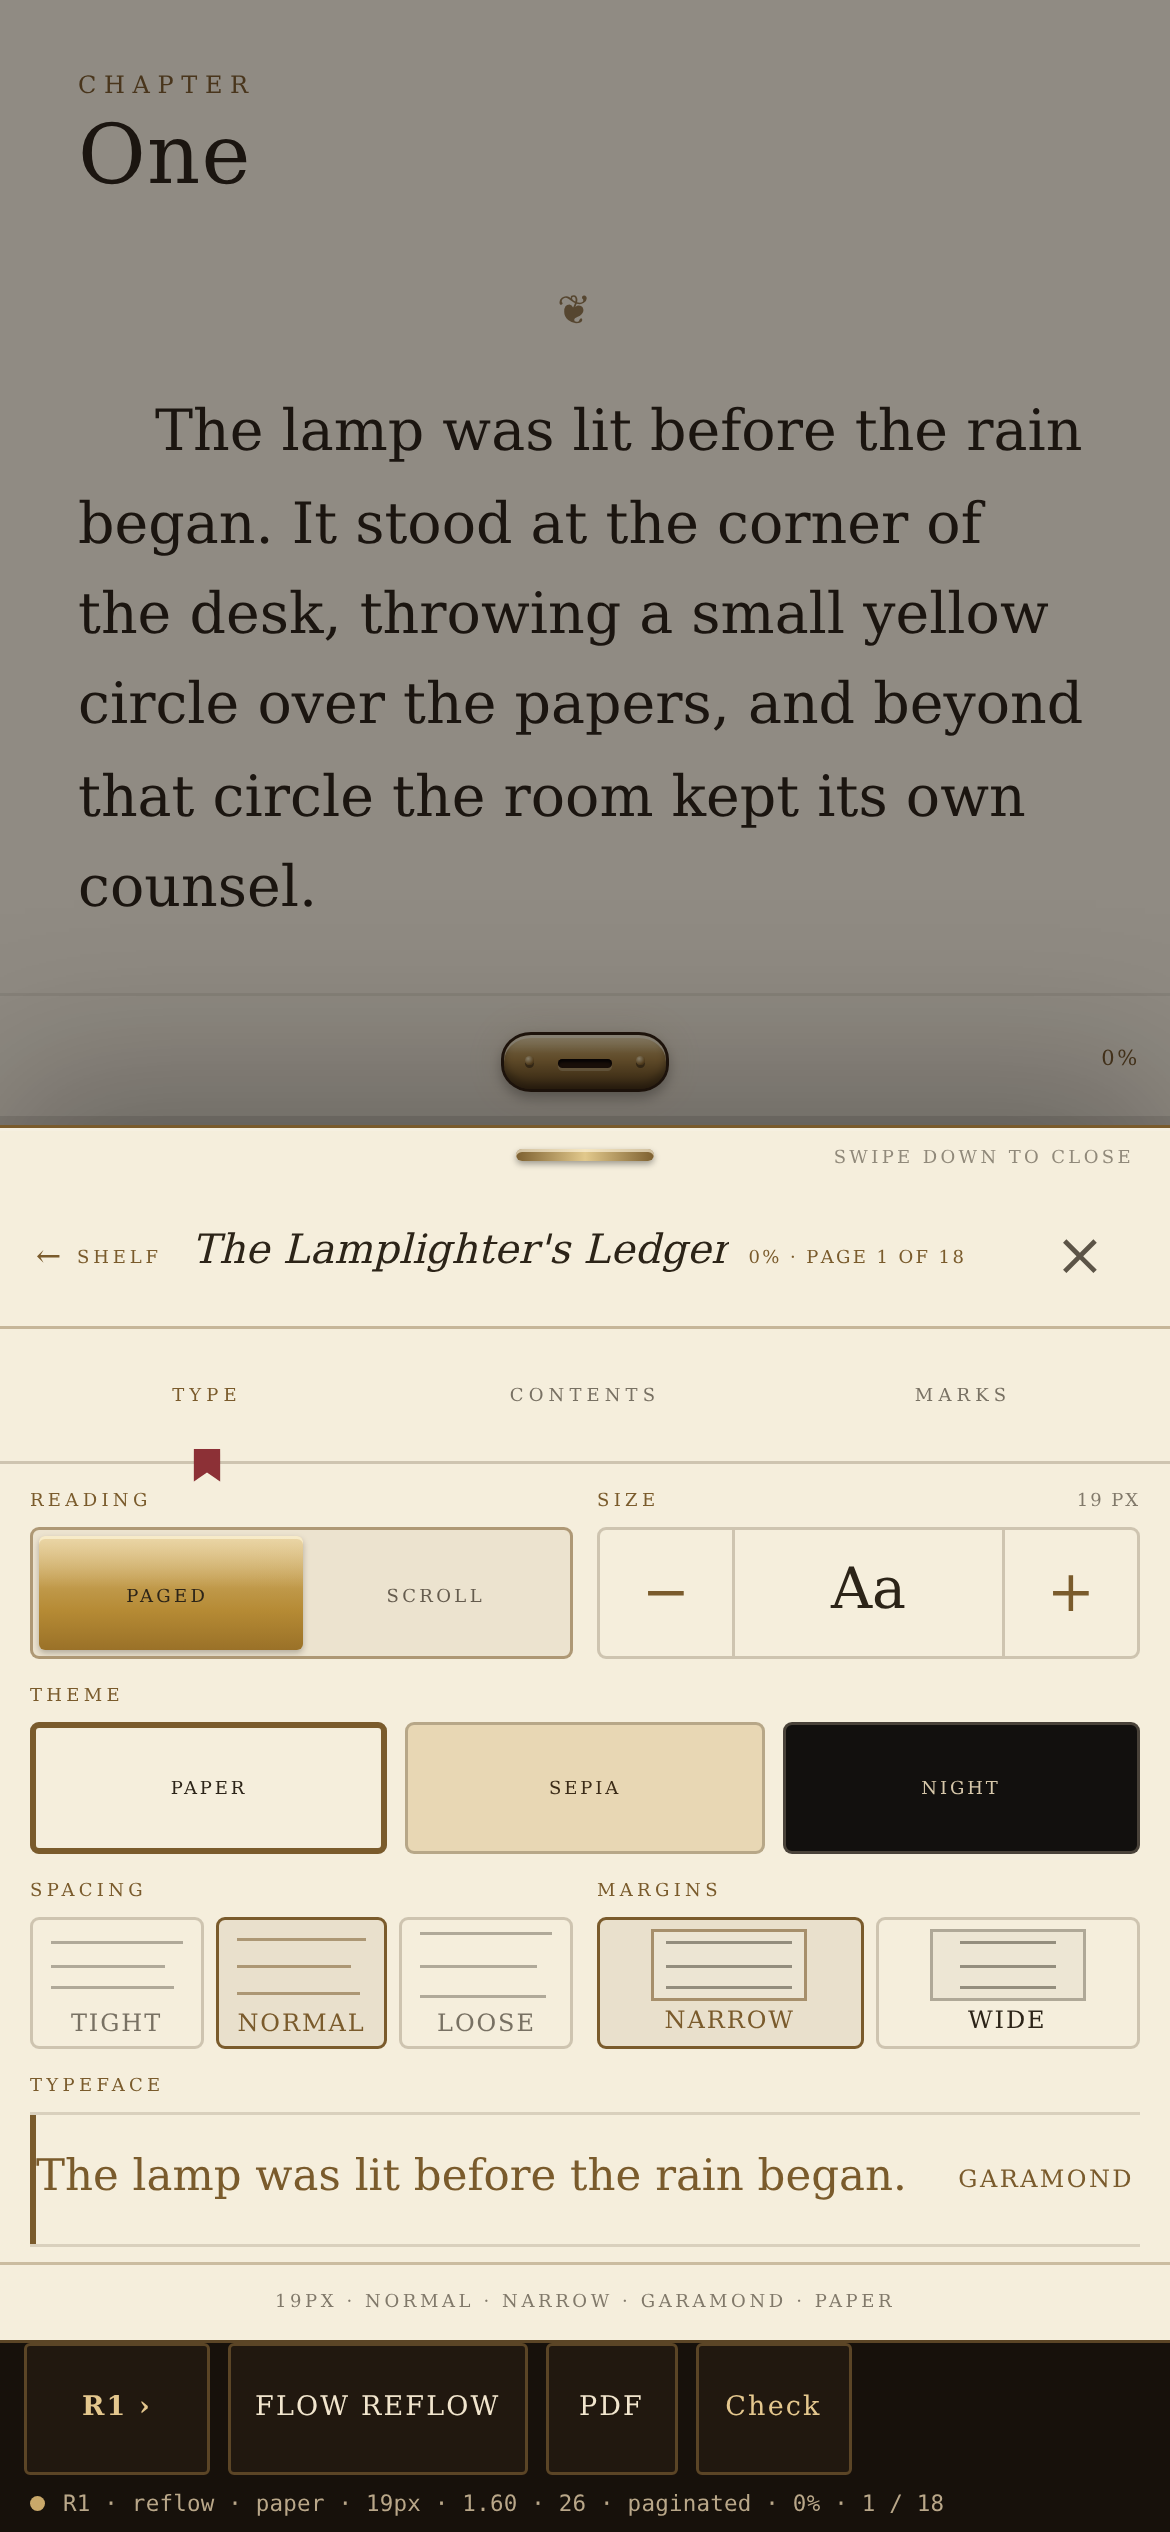 CHAPTER
One
❦
The lamp was lit before the rain
began. It stood at the corner of
the desk, throwing a small yellow
circle over the papers, and beyond
that circle the room kept its own
counsel.
0%
SWIPE DOWN TO CLOSE
← SHELF The Lamplighter's Ledger 0% · PAGE 1 OF 18 ×
TYPE CONTENTS MARKS
READING SIZE 19 PX
PAGED SCROLL − Aa +
THEME
PAPER SEPIA NIGHT
SPACING MARGINS
TIGHT NORMAL LOOSE NARROW WIDE
TYPEFACE
The lamp was lit before the rain began. GARAMOND
19PX · NORMAL · NARROW · GARAMOND · PAPER
R1 › FLOW REFLOW PDF Check
R1 · reflow · paper · 19px · 1.60 · 26 · paginated · 0% · 1 / 18